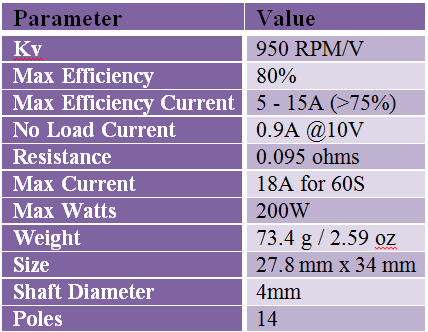 Parameter Value
Kv 950 RPM/V
Max Efficiency 80%
Max Efficiency Current 5 - 15A (>75%)
No Load Current 0.9A @10V
Resistance 0.095 ohms
Max Current 18A for 60S
Max Watts 200W
Weight 73.4 g / 2.59 oz
Size 27.8 mm x 34 mm
Shaft Diameter 4mm
Poles 14